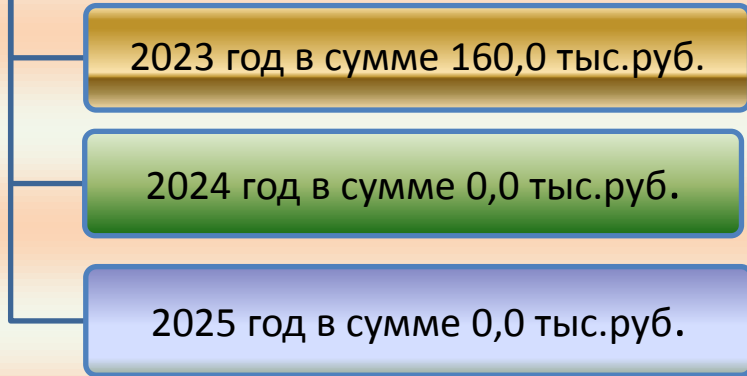 2023 год в сумме 160,0 тыс.руб.
2024 год в сумме 0,0 тыс.руб.
2025 год в сумме 0,0 тыс.руб.